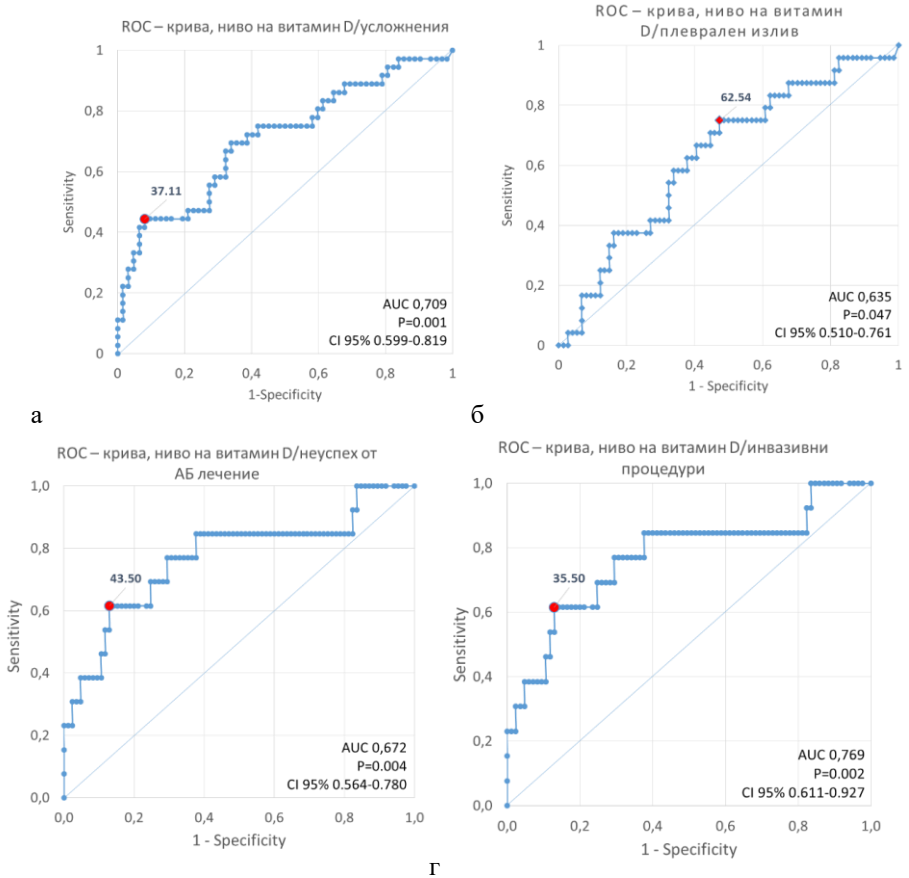 ROC – крива, ниво на витамин D/усложнения
1
0,8
0,6
0,4
0,2
0
0
0,2
0,4
0,6
0,8
1
Sensitivity
1-Specificity
37.11
AUC 0,709
P=0.001
CI 95% 0.599-0.819
а
ROC – крива, ниво на витамин
D/плеврален излив
1
0,8
0,6
0,4
0,2
0
0
0,2
0,4
0,6
0,8
1
Sensitivity
1 - Specificity
62.54
AUC 0,635
P=0.047
CI 95% 0.510-0.761
б
ROC – крива, ниво на витамин D/неуспех от
АБ лечение
1,0
0,8
0,6
0,4
0,2
0,0
0,0
0,2
0,4
0,6
0,8
1,0
Sensitivity
1 - Specificity
43.50
AUC 0,672
P=0.004
CI 95% 0.564-0.780
ROC – крива, ниво на витамин D/инвазивни
процедури
1,0
0,8
0,6
0,4
0,2
0,0
0,0
0,2
0,4
0,6
0,8
1,0
Sensitivity
1 - Specificity
35.50
AUC 0,769
P=0.002
CI 95% 0.611-0.927
г